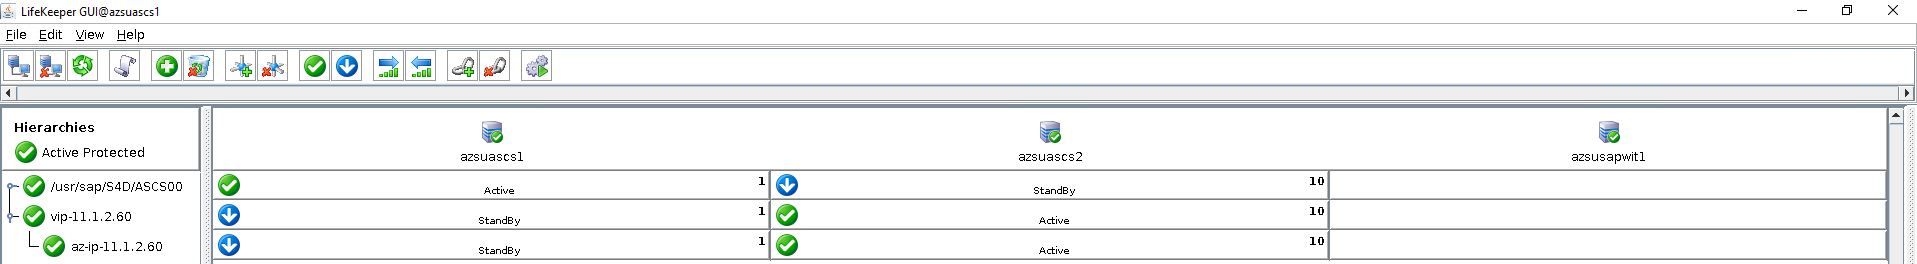 LifeKeeper GUI@azsuascs1
File Edit View Help
Hierarchies
Active Protected
azsuascs1 azsuascs2 azsusapwit1
/usr/sap/S4D/ASCS00 Active 1 StandBy 10
vip-11.1.2.60 StandBy 1 Active 10
az-ip-11.1.2.60 StandBy 1 Active 10